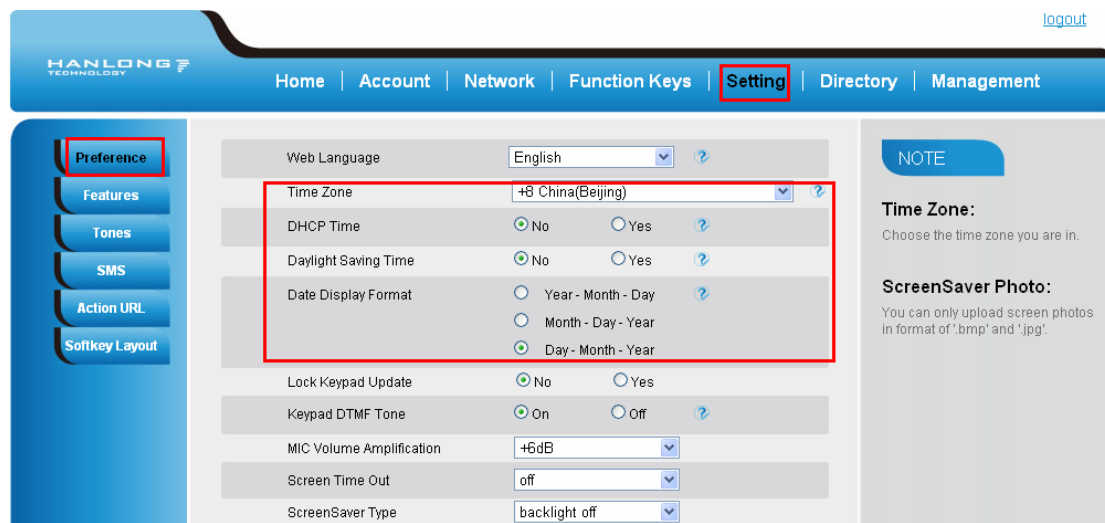 logout
HANLONG
TECHNOLOGY
Home | Account | Network | Function Keys | Setting | Directory | Management
Preference
Features
Tones
SMS
Action URL
Softkey Layout
Web Language English ?
Time Zone +8 China(Beijing) ?
DHCP Time No Yes ?
Daylight Saving Time No Yes ?
Date Display Format Year - Month - Day ?
Month - Day - Year
Day - Month - Year
Lock Keypad Update No Yes
Keypad DTMF Tone On Off ?
MIC Volume Amplification +6dB
Screen Time Out off
ScreenSaver Type backlight off
NOTE
Time Zone:
Choose the time zone you are in.
ScreenSaver Photo:
You can only upload screen photos
in format of '.bmp' and '.jpg'.